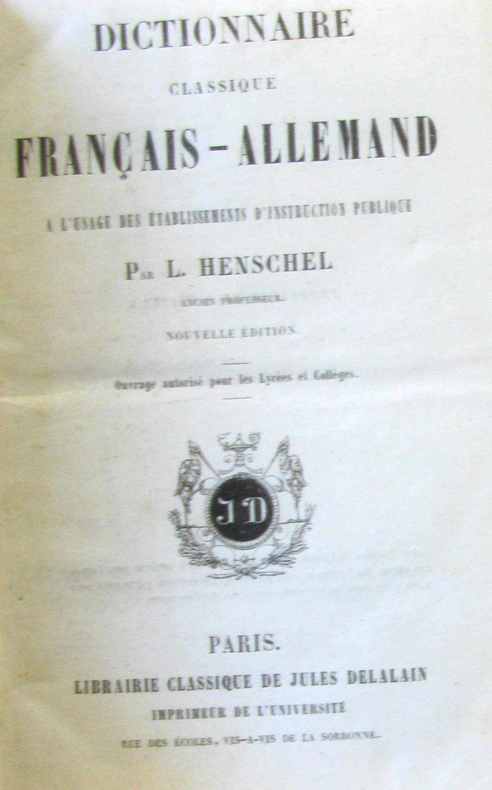 DICTIONNAIRE
CLASSIQUE
FRANÇAIS - ALLEMAND
A L'USAGE DES ÉTABLISSEMENTS D'INSTRUCTION PUBLIQUE
PAR L. HENSCHEL
ANCIEN PROFESSEUR.
NOUVELLE ÉDITION.
Ouvrage autorisé pour les Lycées et Colléges.
JD
PARIS.
LIBRAIRIE CLASSIQUE DE JULES DELALAIN
IMPRIMEUR DE L'UNIVERSITÉ
RUE DES ÉCOLES, VIS-A-VIS DE LA SORBONNE.